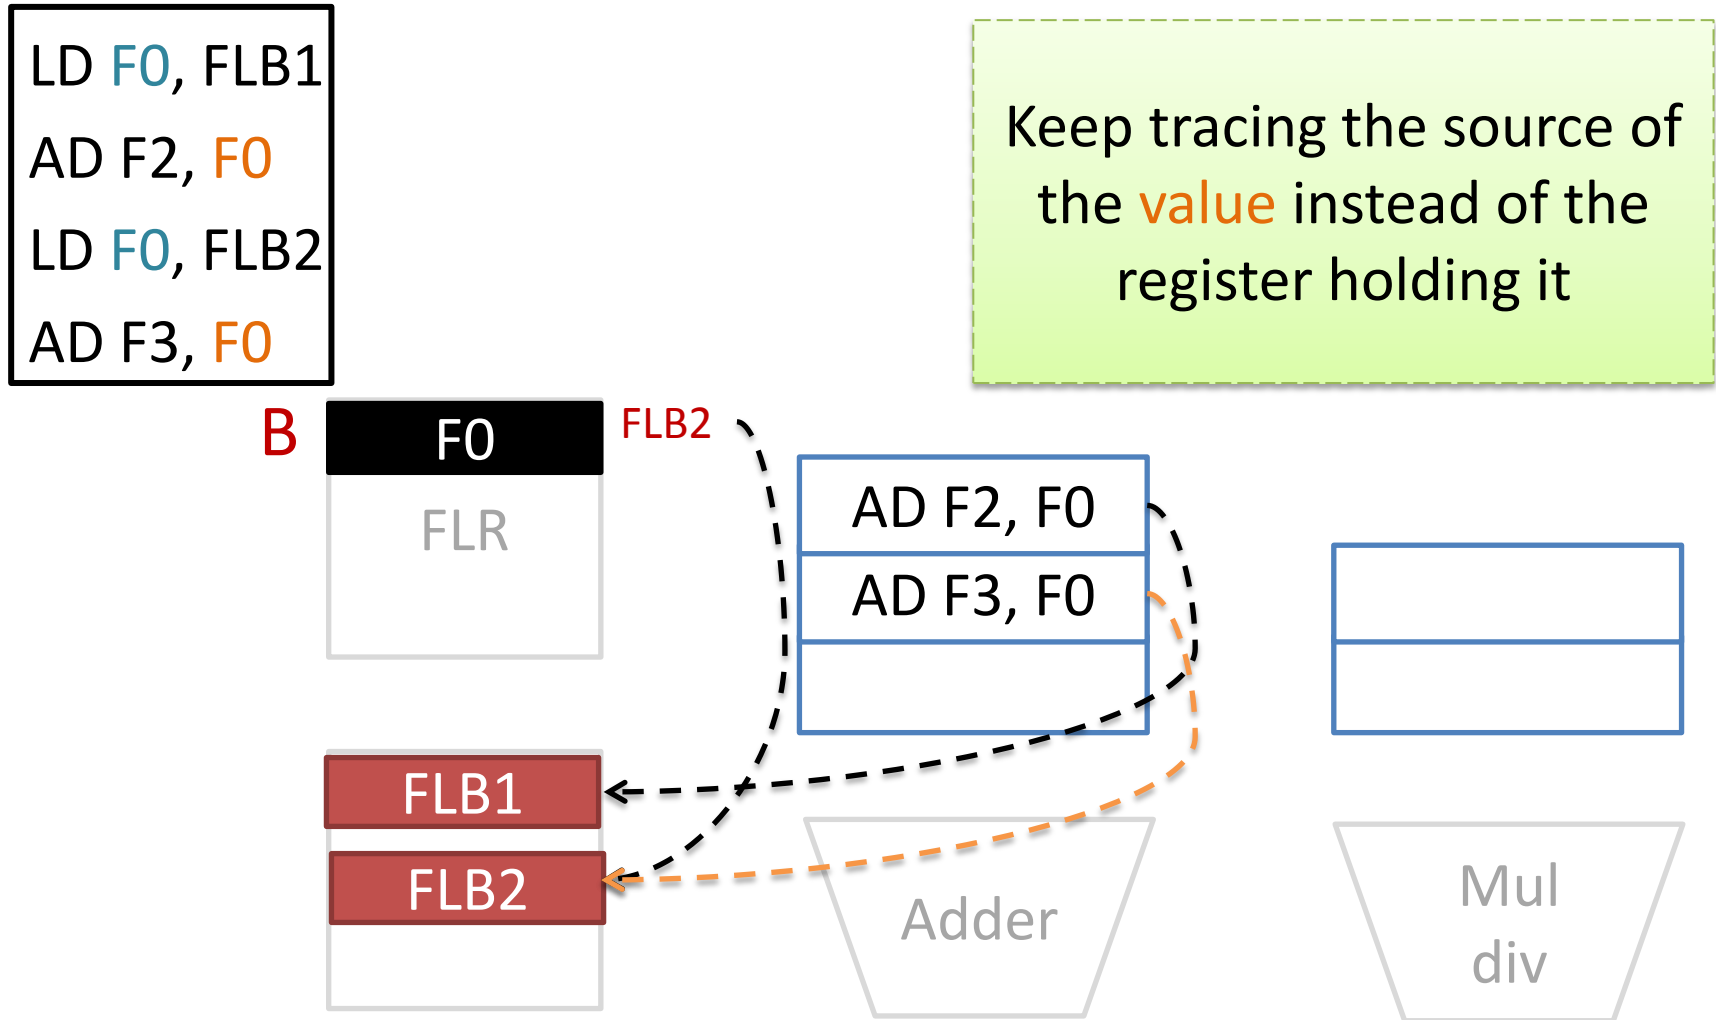 LD F0, FLB1
AD F2, F0
LD F0, FLB2
AD F3, F0
Keep tracing the source of
the value instead of the
register holding it
B
F0
FLB2
FLR
AD F2, F0
AD F3, F0
FLB1
FLB2
Adder
Mul
div